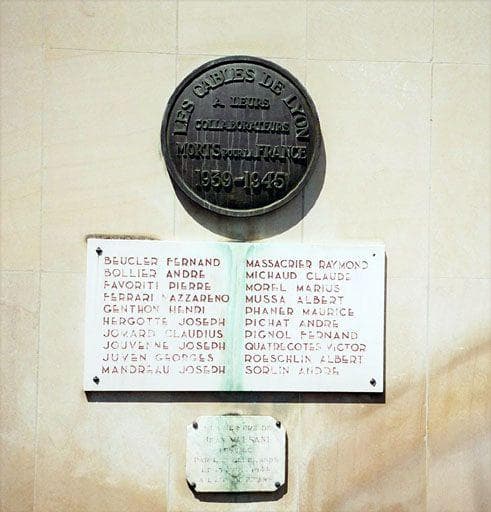 LES CABLES DE LYON
A LEURS
COLLABORATEURS
MORTS POUR LA FRANCE
1939-1945
BEUCLER FERNAND
BOLLIER ANDRE
FAVORITI PIERRE
FERRARI NAZZARENO
GENTHON HENDI
HERGOTTE JOSEPH
JOMARD CLAUDIUS
JOUVENNE JOSEPH
JUVEN GEORGES
MANDREAU JOSEPH
MASSACRIER RAYMOND
MICHAUD CLAUDE
MOREL MARIUS
MUSSA ALBERT
PHANER MAURICE
PICHAT ANDRE
PIGNOL FERNAND
QUATRECOTES VICTOR
ROESCHLIN ALBERT
SORLIN ANDRE